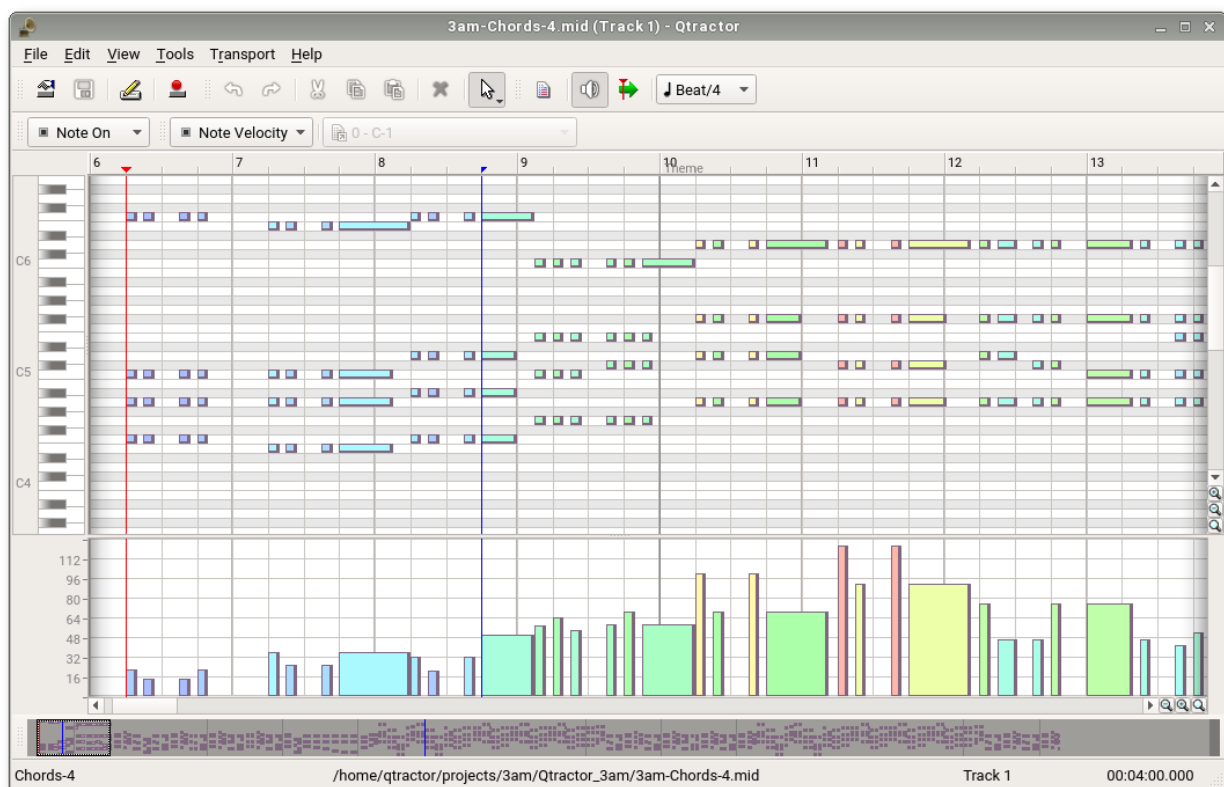 3am-Chords-4.mid (Track 1) - Qtractor
File Edit View Tools Transport Help
Beat/4
Note On Note Velocity 0 - C-1
6 7 8 9 10 11 12 13
Theme
C6
C5
C4
112
96
80
64
48
32
16
Chords-4 /home/qtractor/projects/3am/Qtractor_3am/3am-Chords-4.mid Track 1 00:04:00.000